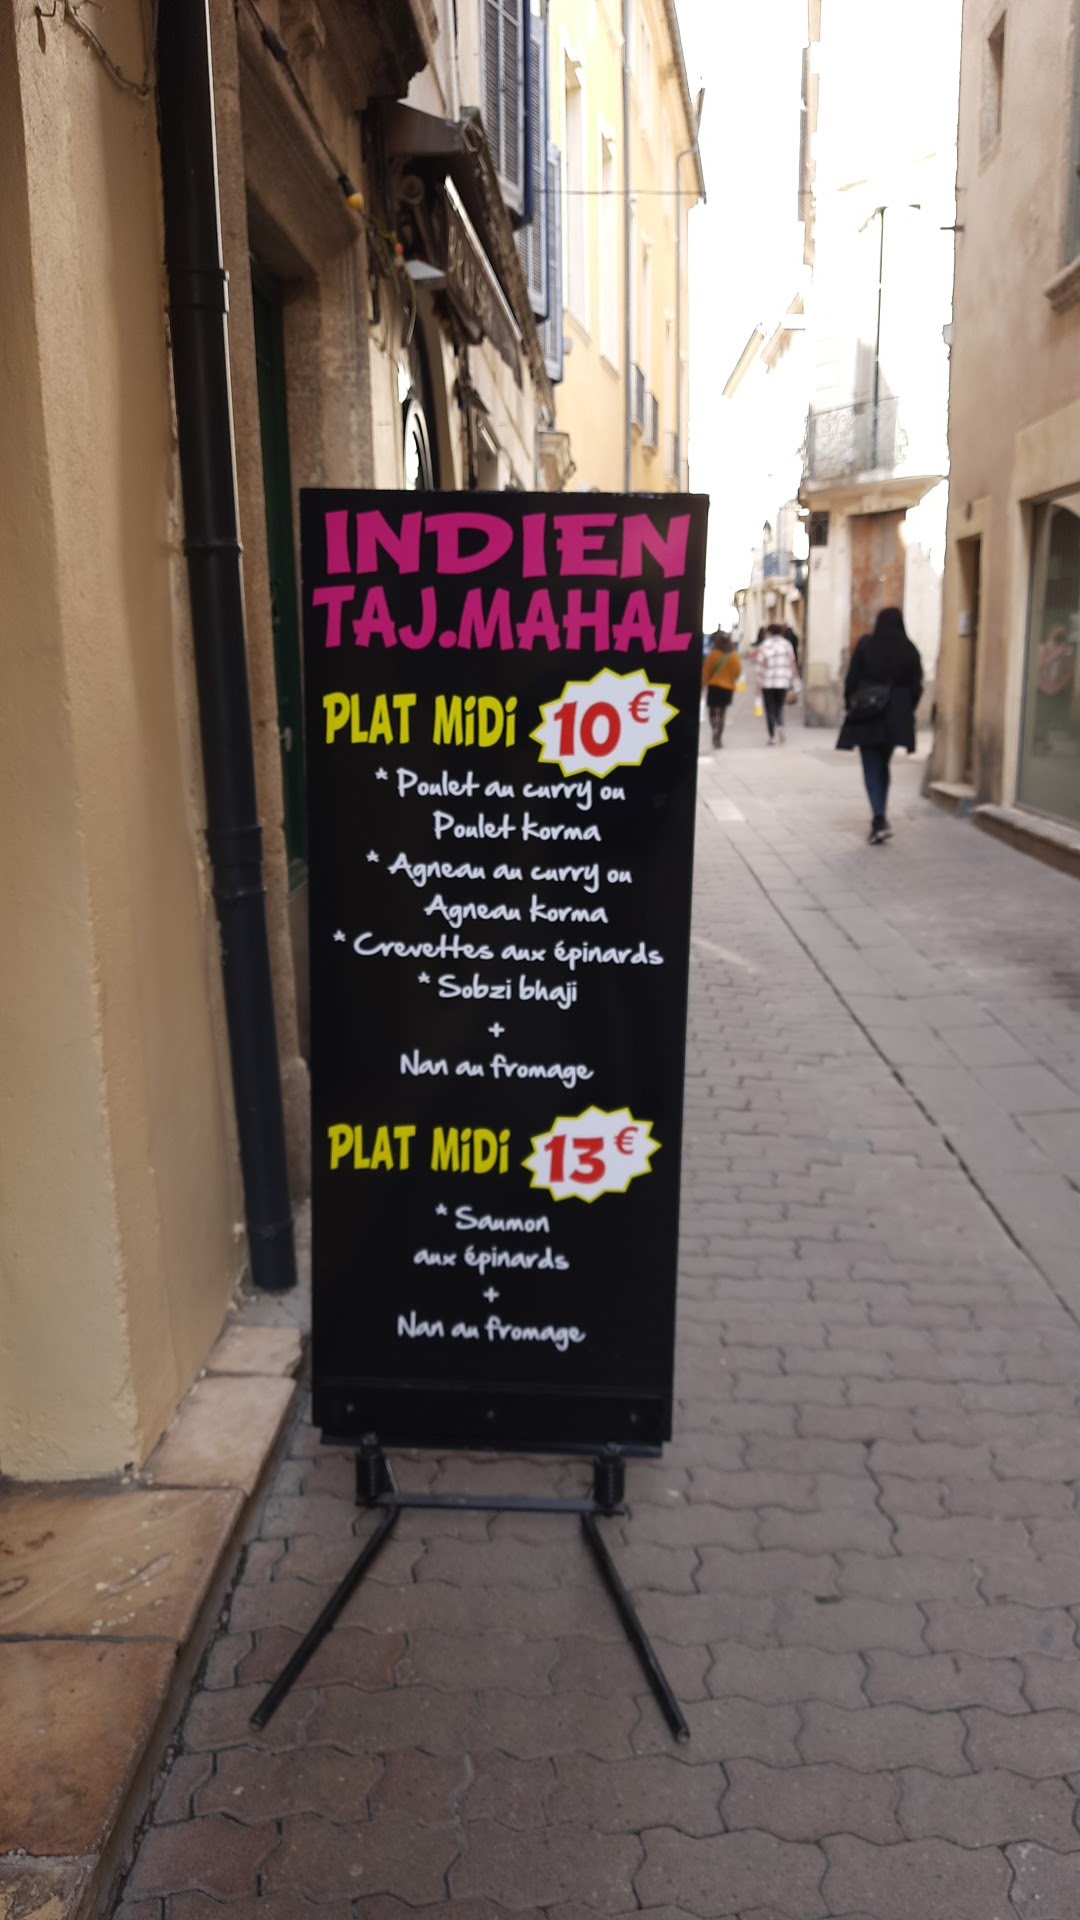 INDIEN
TAJ.MAHAL
PLAT MiDi 10€
* Poulet au curry ou
Poulet korma
* Agneau au curry ou
Agneau korma
* Crevettes aux épinards
* Sobzi bhaji
+
Nan au fromage
PLAT MiDi 13€
* Saumon
aux épinards
+
Nan au fromage